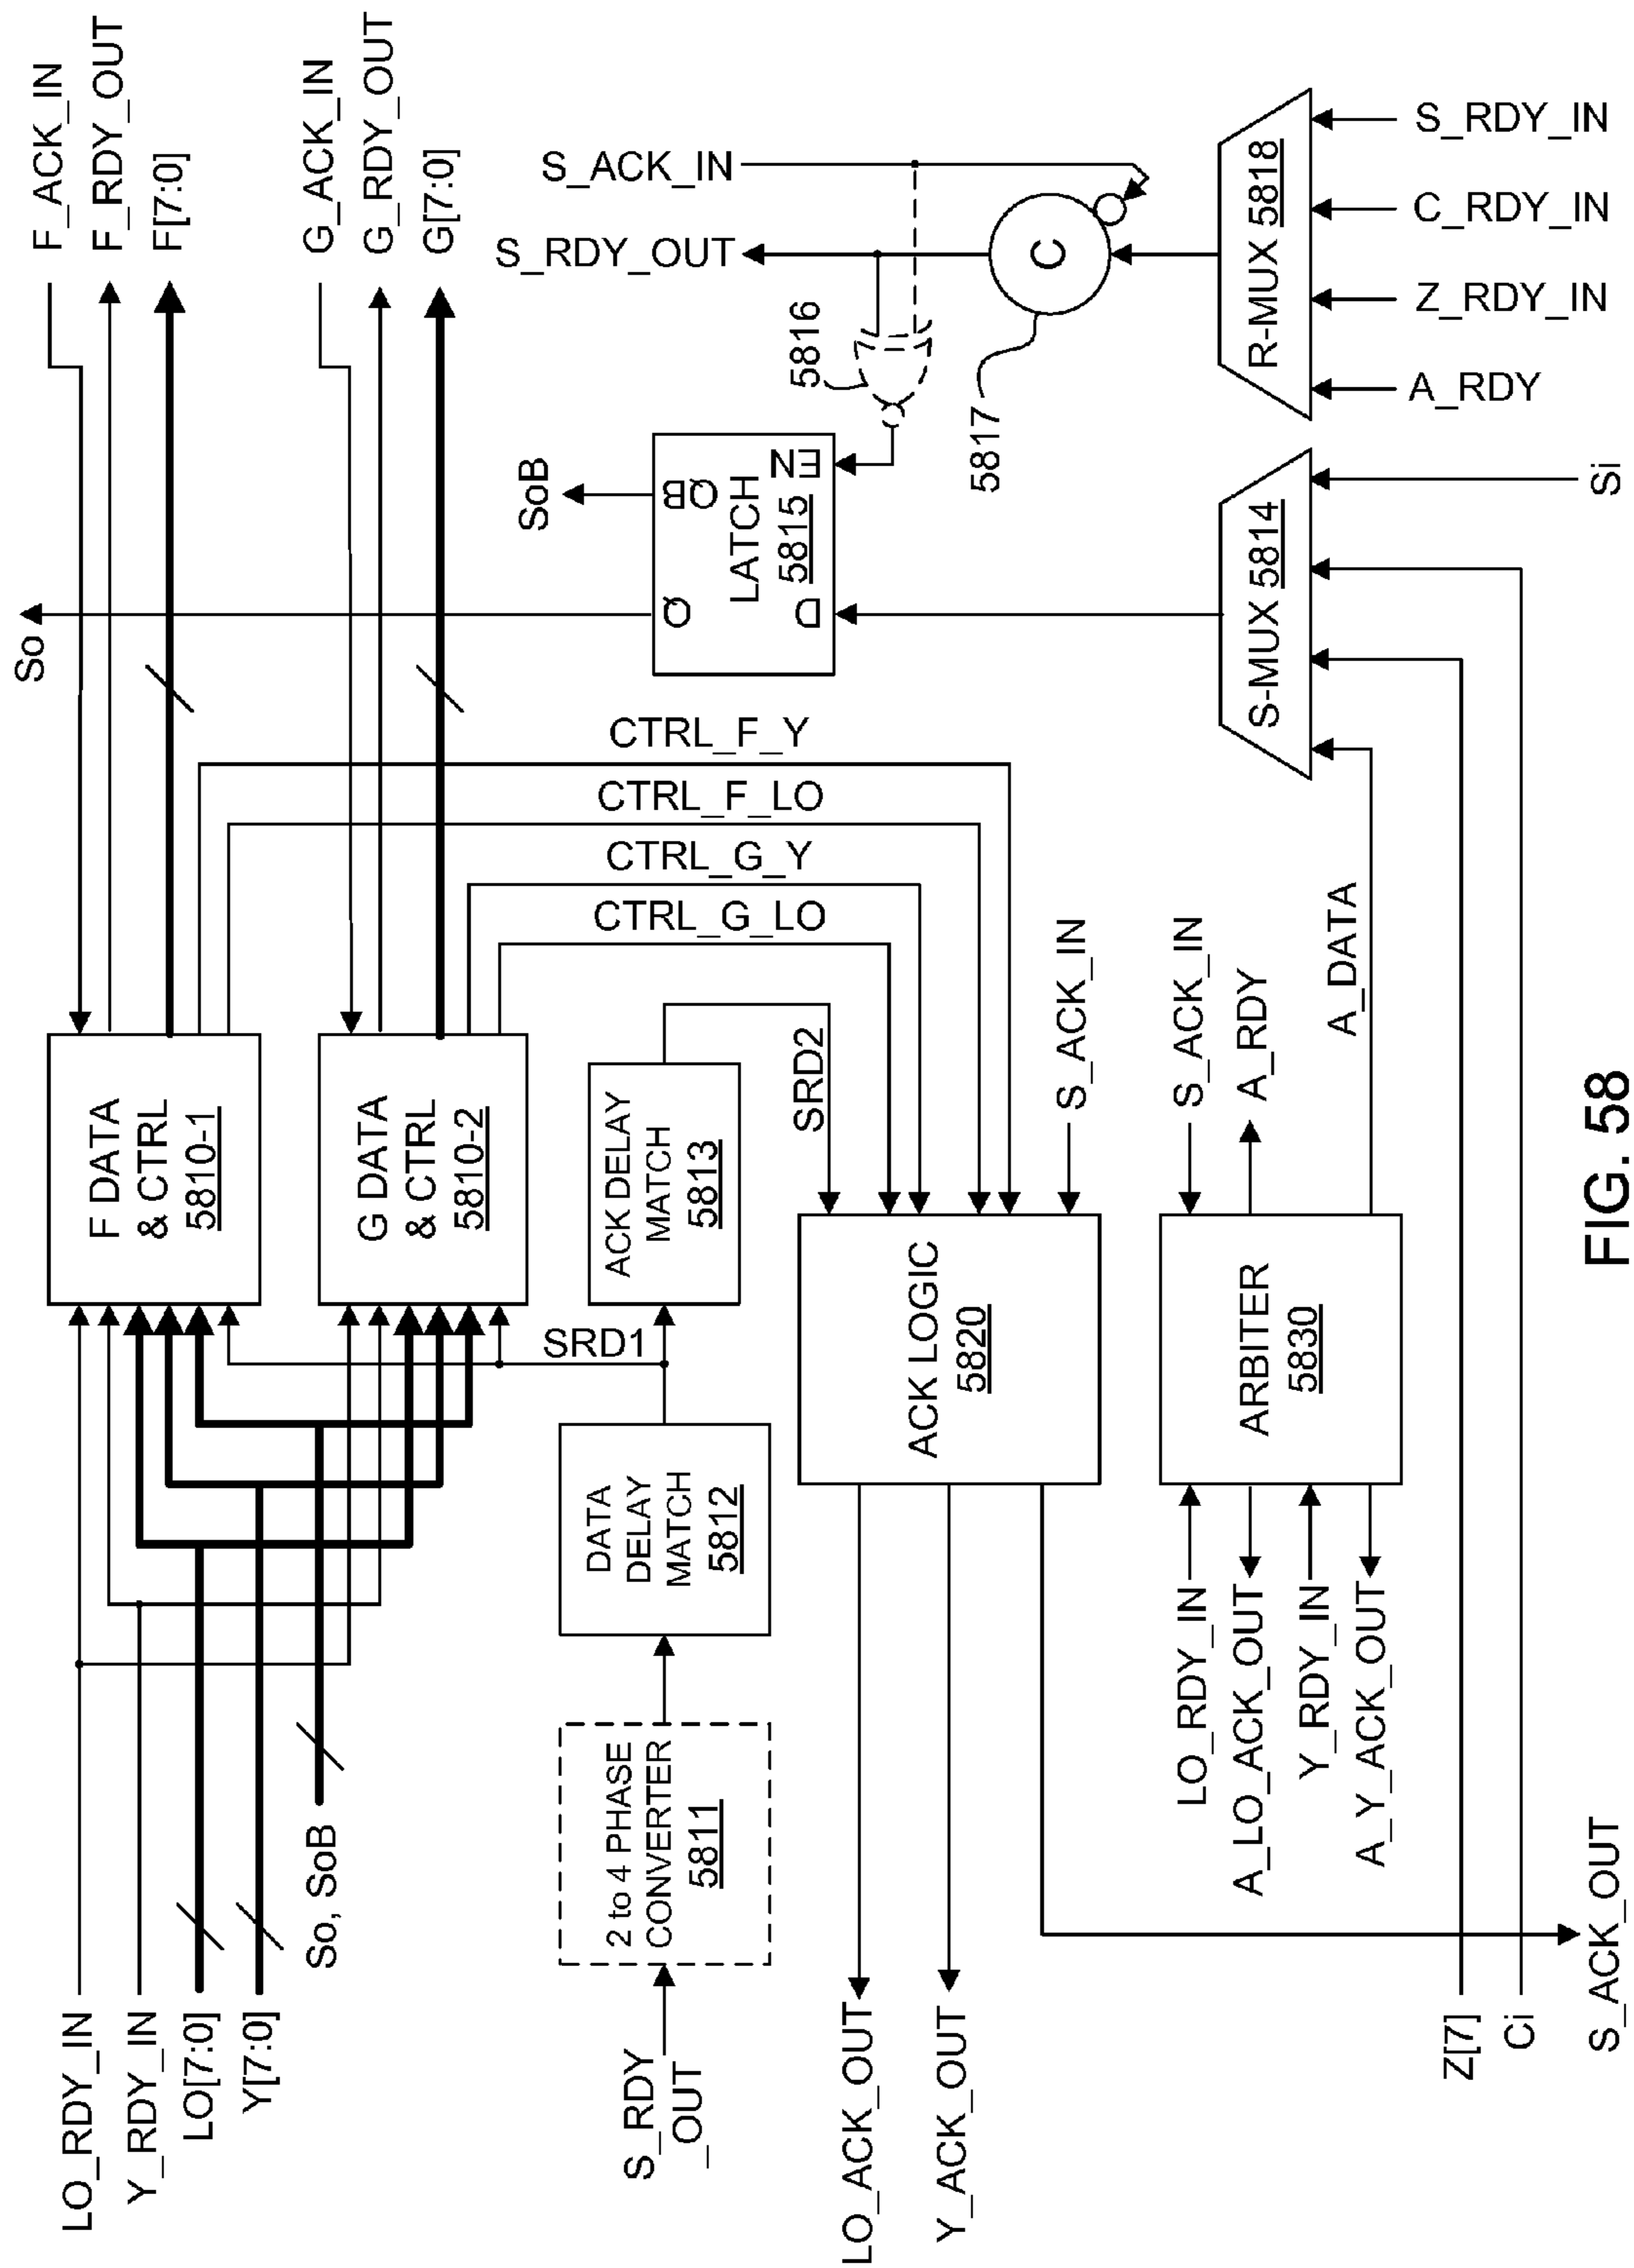 LO_RDY_IN
Y_RDY_IN
LO[7:0]
Y[7:0]
So, SoB
F DATA
& CTRL
5810-1
F_ACK_IN
F_RDY_OUT
F[7:0]
G DATA
& CTRL
5810-2
G_ACK_IN
G_RDY_OUT
G[7:0]
So
CTRL_F_Y
CTRL_F_LO
CTRL_G_Y
CTRL_G_LO
S_RDY
_OUT
2 to 4 PHASE
CONVERTER
5811
DATA
DELAY
MATCH
5812
SRD1
ACK DELAY
MATCH
5813
SRD2
SoB
Q
QB
LATCH
5815
D
EN
5816
S_ACK_IN
S_RDY_OUT
C
5817
LO_ACK_OUT
Y_ACK_OUT
ACK LOGIC
5820
S_ACK_IN
LO_RDY_IN
A_LO_ACK_OUT
Y_RDY_IN
A_Y_ACK_OUT
ARBITER
5830
S_ACK_IN
A_RDY
A_DATA
S-MUX 5814
R-MUX 5818
Z[7]
Ci
S_ACK_OUT
Si
A_RDY
Z_RDY_IN
C_RDY_IN
S_RDY_IN
FIG. 58